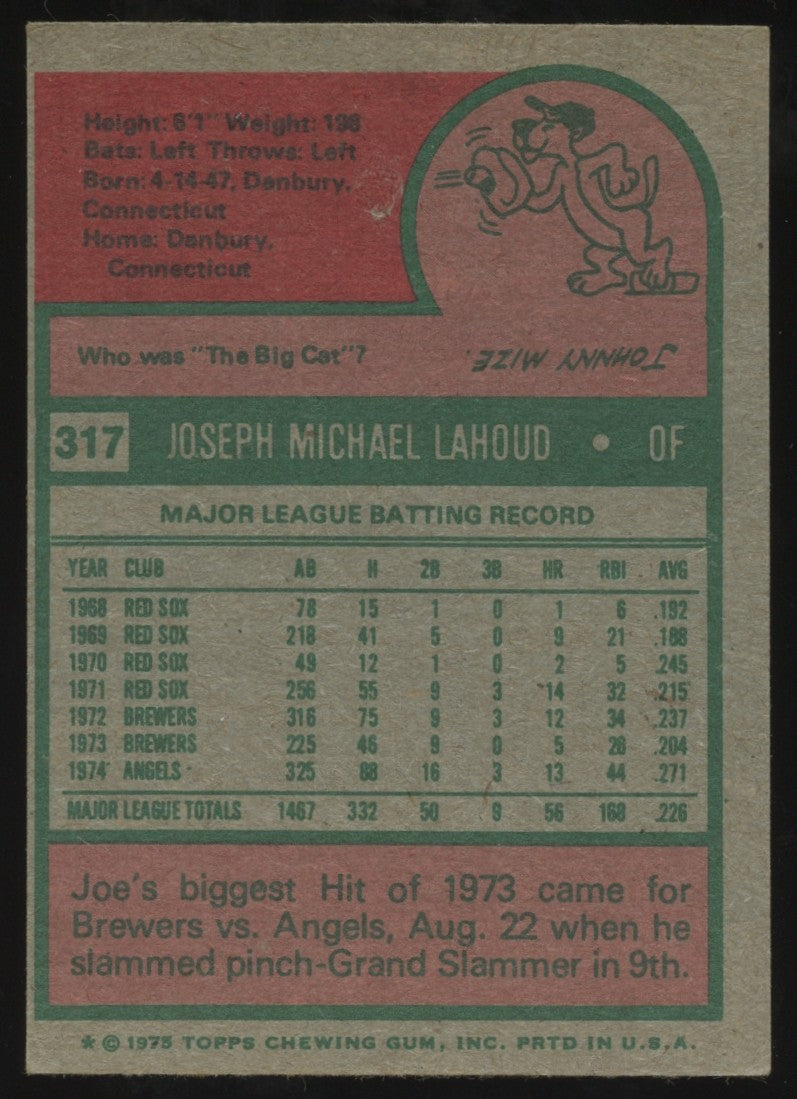 Height: 6'1" Weight: 198
Bats: Left Throws: Left
Born: 4-14-47, Danbury,
Connecticut
Home: Danbury,
Connecticut
Who was "The Big Cat"?
JOHNNY MIZE.
317 JOSEPH MICHAEL LAHOUD • OF
MAJOR LEAGUE BATTING RECORD
YEAR CLUB AB H 2B 3B HR RBI AVG
1968 RED SOX 78 15 1 0 1 6 .192
1969 RED SOX 218 41 5 0 9 21 .188
1970 RED SOX 49 12 1 0 2 5 .245
1971 RED SOX 256 55 9 3 14 32 .215
1972 BREWERS 316 75 9 3 12 34 .237
1973 BREWERS 225 46 9 0 5 26 .204
1974 ANGELS 325 88 16 3 13 44 .271
MAJOR LEAGUE TOTALS 1467 332 50 9 56 168 .226
Joe's biggest Hit of 1973 came for
Brewers vs. Angels, Aug. 22 when he
slammed pinch-Grand Slammer in 9th.
* © 1975 TOPPS CHEWING GUM, INC. PRTD IN U.S.A.